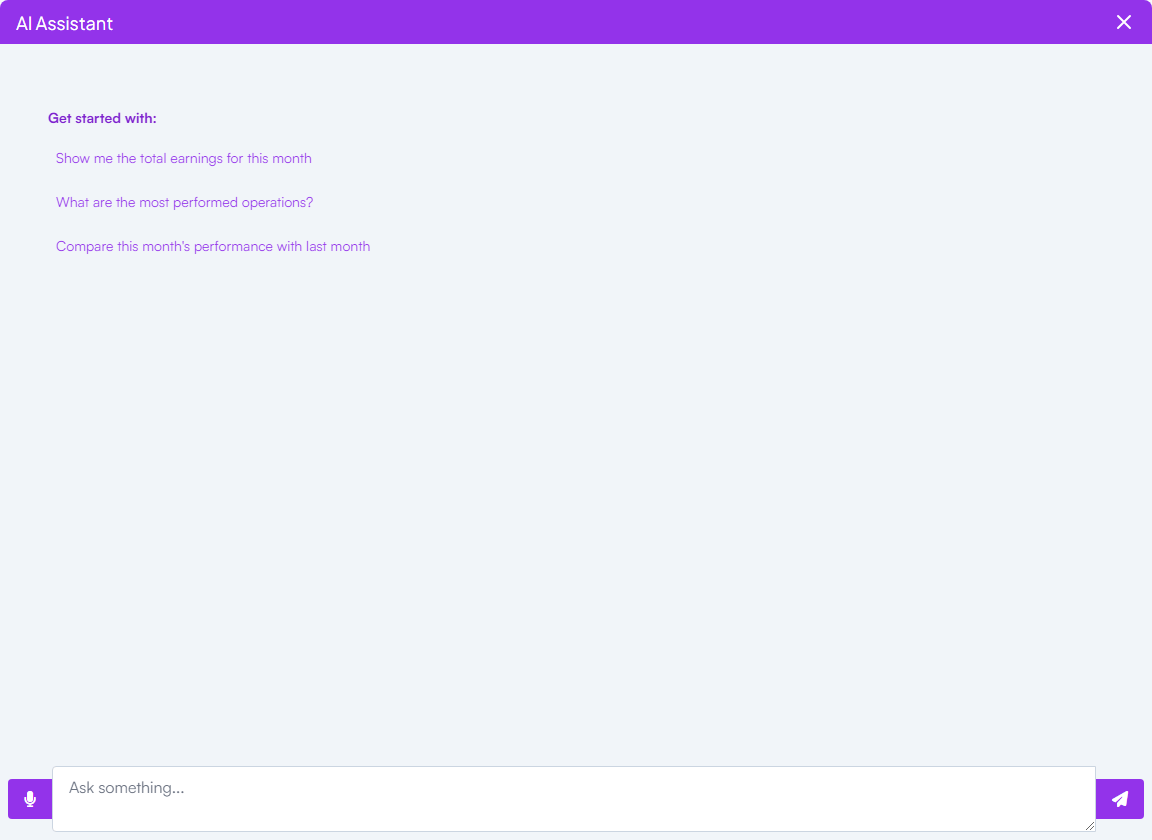 AI Assistant
Get started with:
Show me the total earnings for this month
What are the most performed operations?
Compare this month's performance with last month
Ask something...